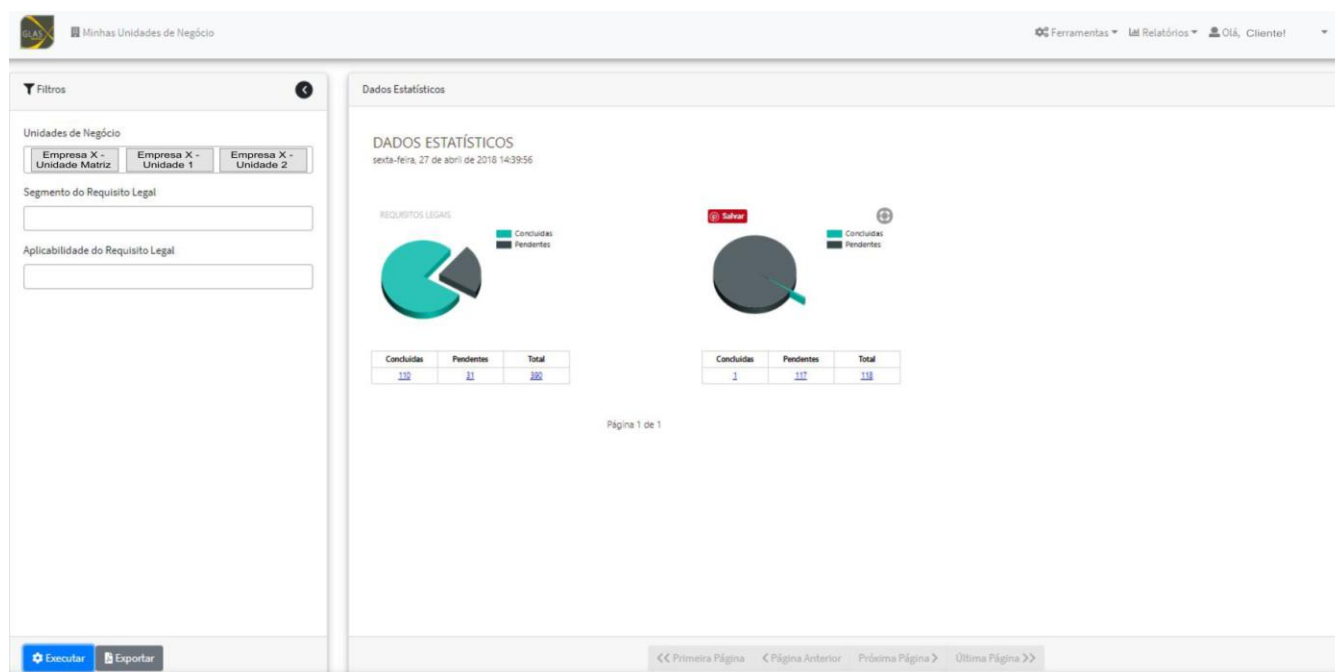 GLAS
Minhas Unidades de Negócio
Ferramentas
Relatórios
Olá, Cliente!
Filtros
Unidades de Negócio
Empresa X -
Unidade Matriz
Empresa X -
Unidade 1
Empresa X -
Unidade 2
Segmento do Requisito Legal
Aplicabilidade do Requisito Legal
Executar
Exportar
Dados Estatísticos
DADOS ESTATÍSTICOS
sexta-feira, 27 de abril de 2018 14:39:56
REQUISITOS LEGAIS
Concluídas
Pendentes
Concluídas Pendentes Total
110 31 390
Salvar
Concluídas
Pendentes
Concluídas Pendentes Total
1 117 118
Página 1 de 1
<< Primeira Página < Página Anterior Próxima Página > Última Página >>